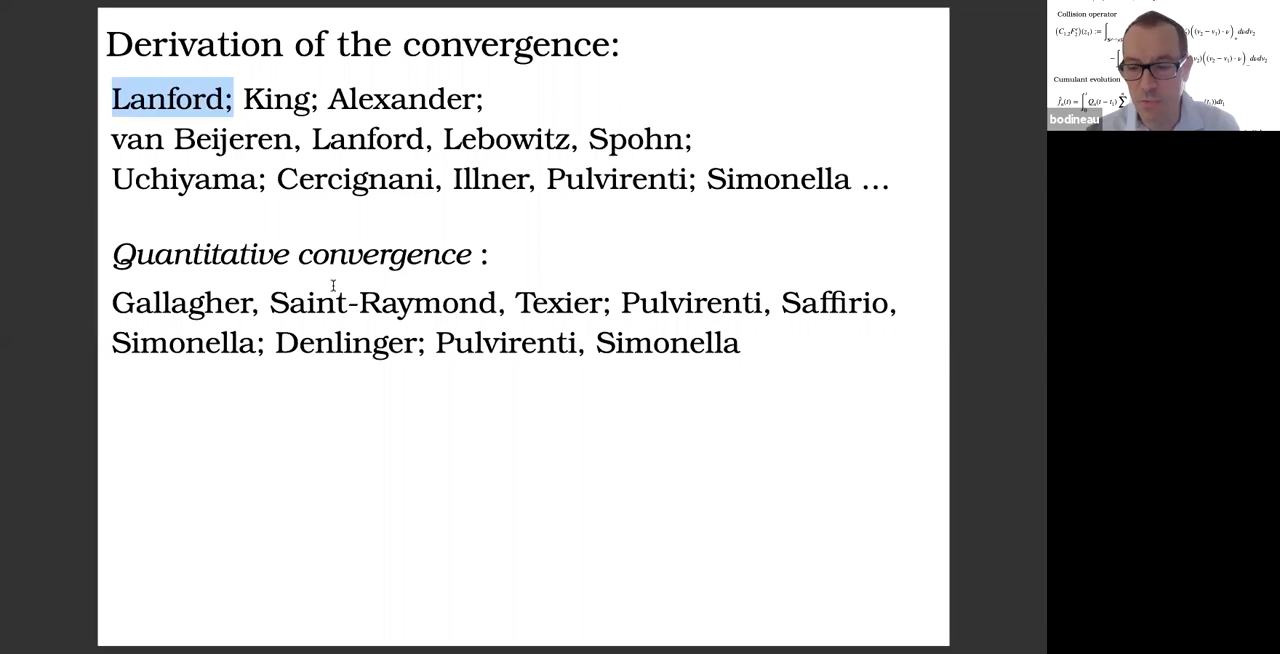 Derivation of the convergence:
Lanford; King; Alexander;
van Beijeren, Lanford, Lebowitz, Spohn;
Uchiyama; Cercignani, Illner, Pulvirenti; Simonella ...
Quantitative convergence :
Gallagher, Saint-Raymond, Texier; Pulvirenti, Saffirio,
Simonella; Denlinger; Pulvirenti, Simonella
Collision operator
Cumulant evolution
bodineau